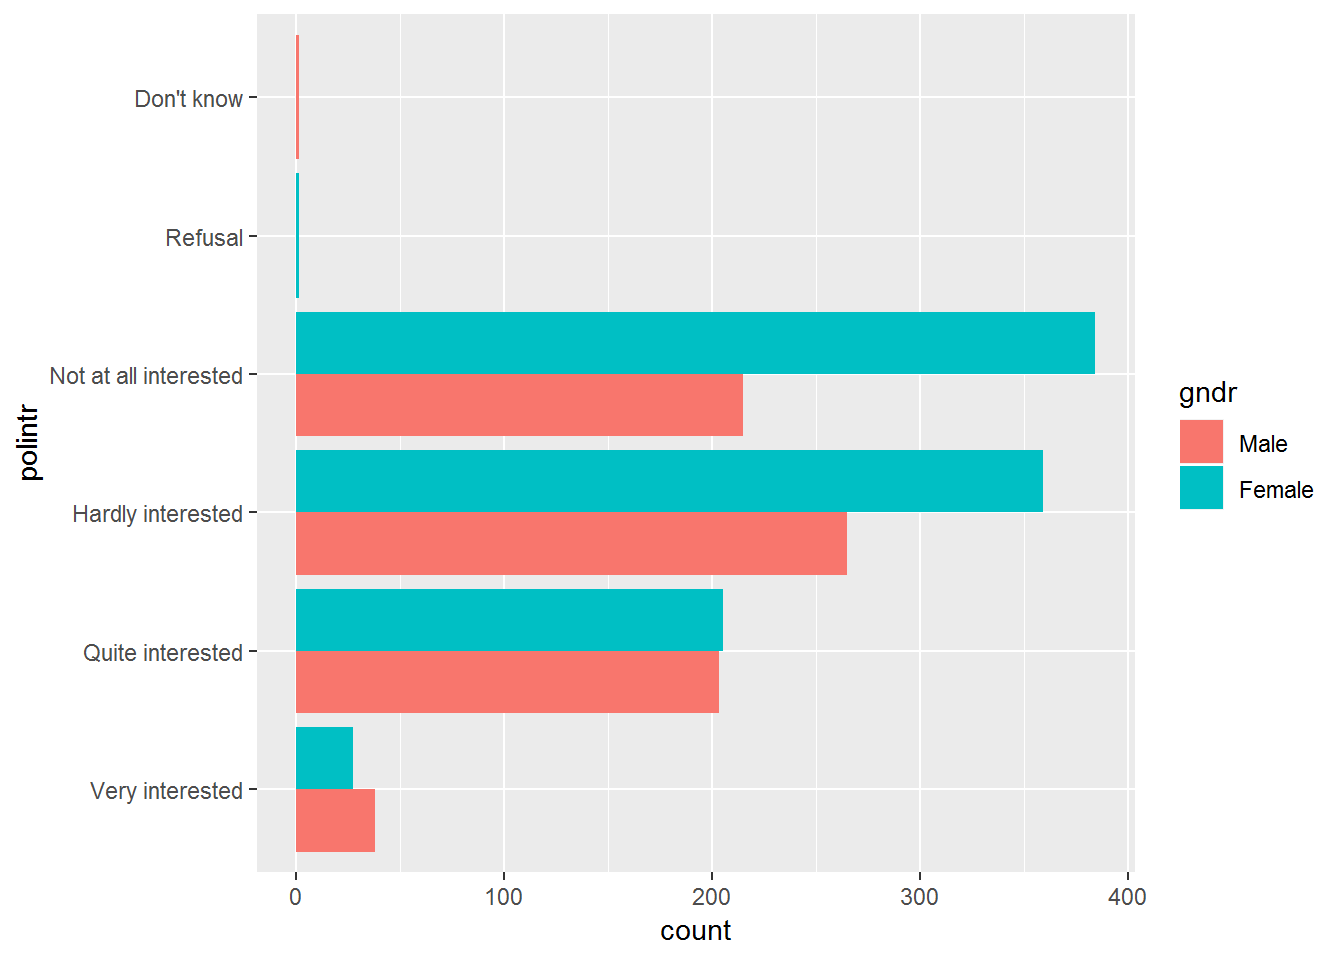 Don't know
Refusal
Not at all interested
Hardly interested
Quite interested
Very interested
polintr
0 100 200 300 400
count
gndr
Male
Female